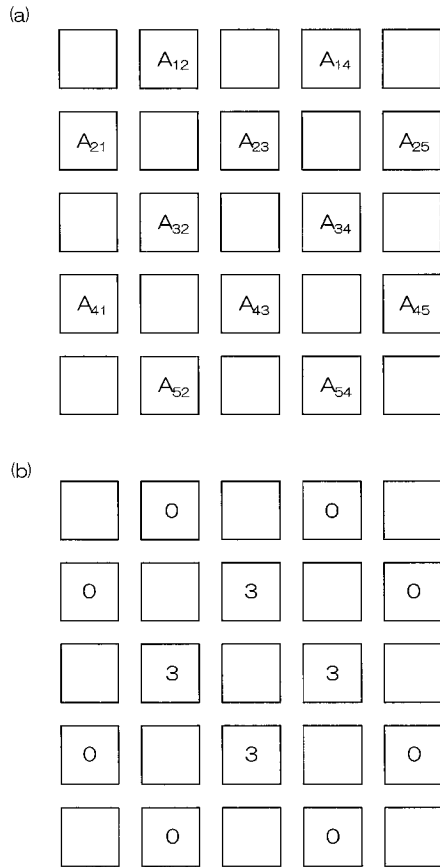 (a)
A₁₂ A₁₄
A₂₁ A₂₃ A₂₅
A₃₂ A₃₄
A₄₁ A₄₃ A₄₅
A₅₂ A₅₄
(b)
0 0
0 3 0
3 3
0 3 0
0 0